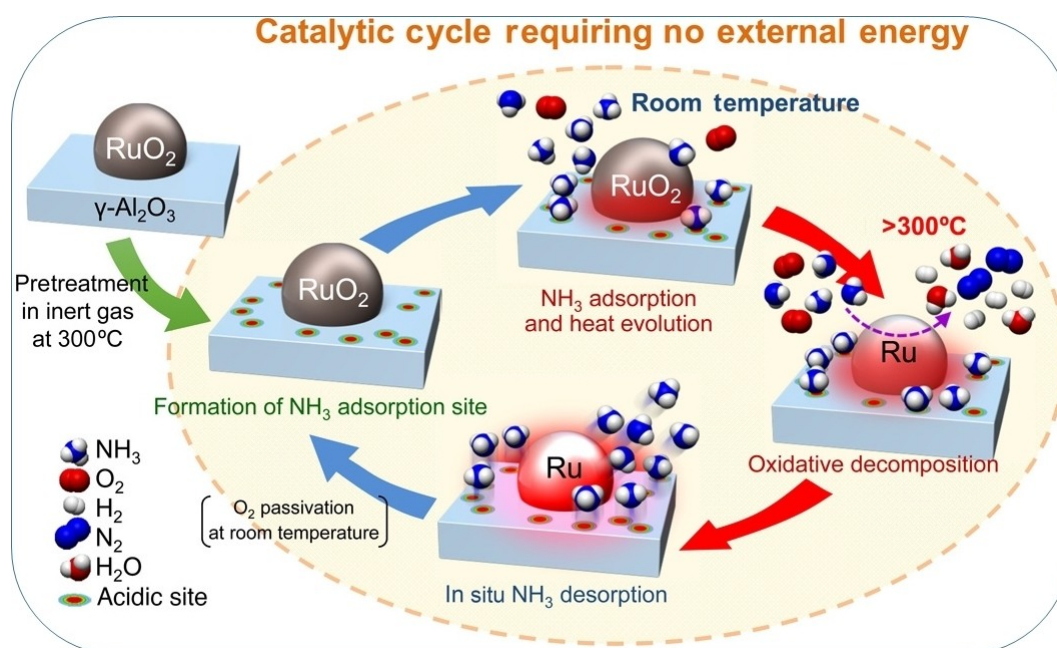 Catalytic cycle requiring no external energy
RuO₂
γ-Al₂O₃
Pretreatment
in inert gas
at 300ºC
RuO₂
Formation of NH₃ adsorption site
Room temperature
RuO₂
NH₃ adsorption
and heat evolution
>300ºC
Ru
Oxidative decomposition
Ru
In situ NH₃ desorption
O₂ passivation
at room temperature
NH₃
O₂
H₂
N₂
H₂O
Acidic site